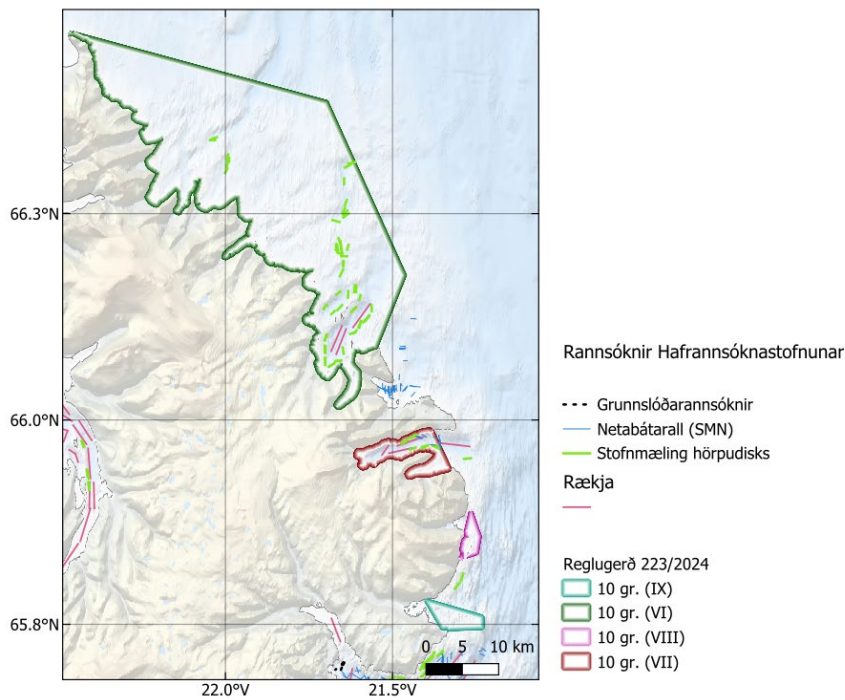 66.3°N
66.0°N
65.8°N
22.0°V
21.5°V
0 5 10 km
Rannsóknir Hafrannsóknastofnunar
Grunnslóðarannsóknir
Netabátarall (SMN)
Stofnmæling hörpudisks
Rækja
Reglugerð 223/2024
10 gr. (IX)
10 gr. (VI)
10 gr. (VIII)
10 gr. (VII)